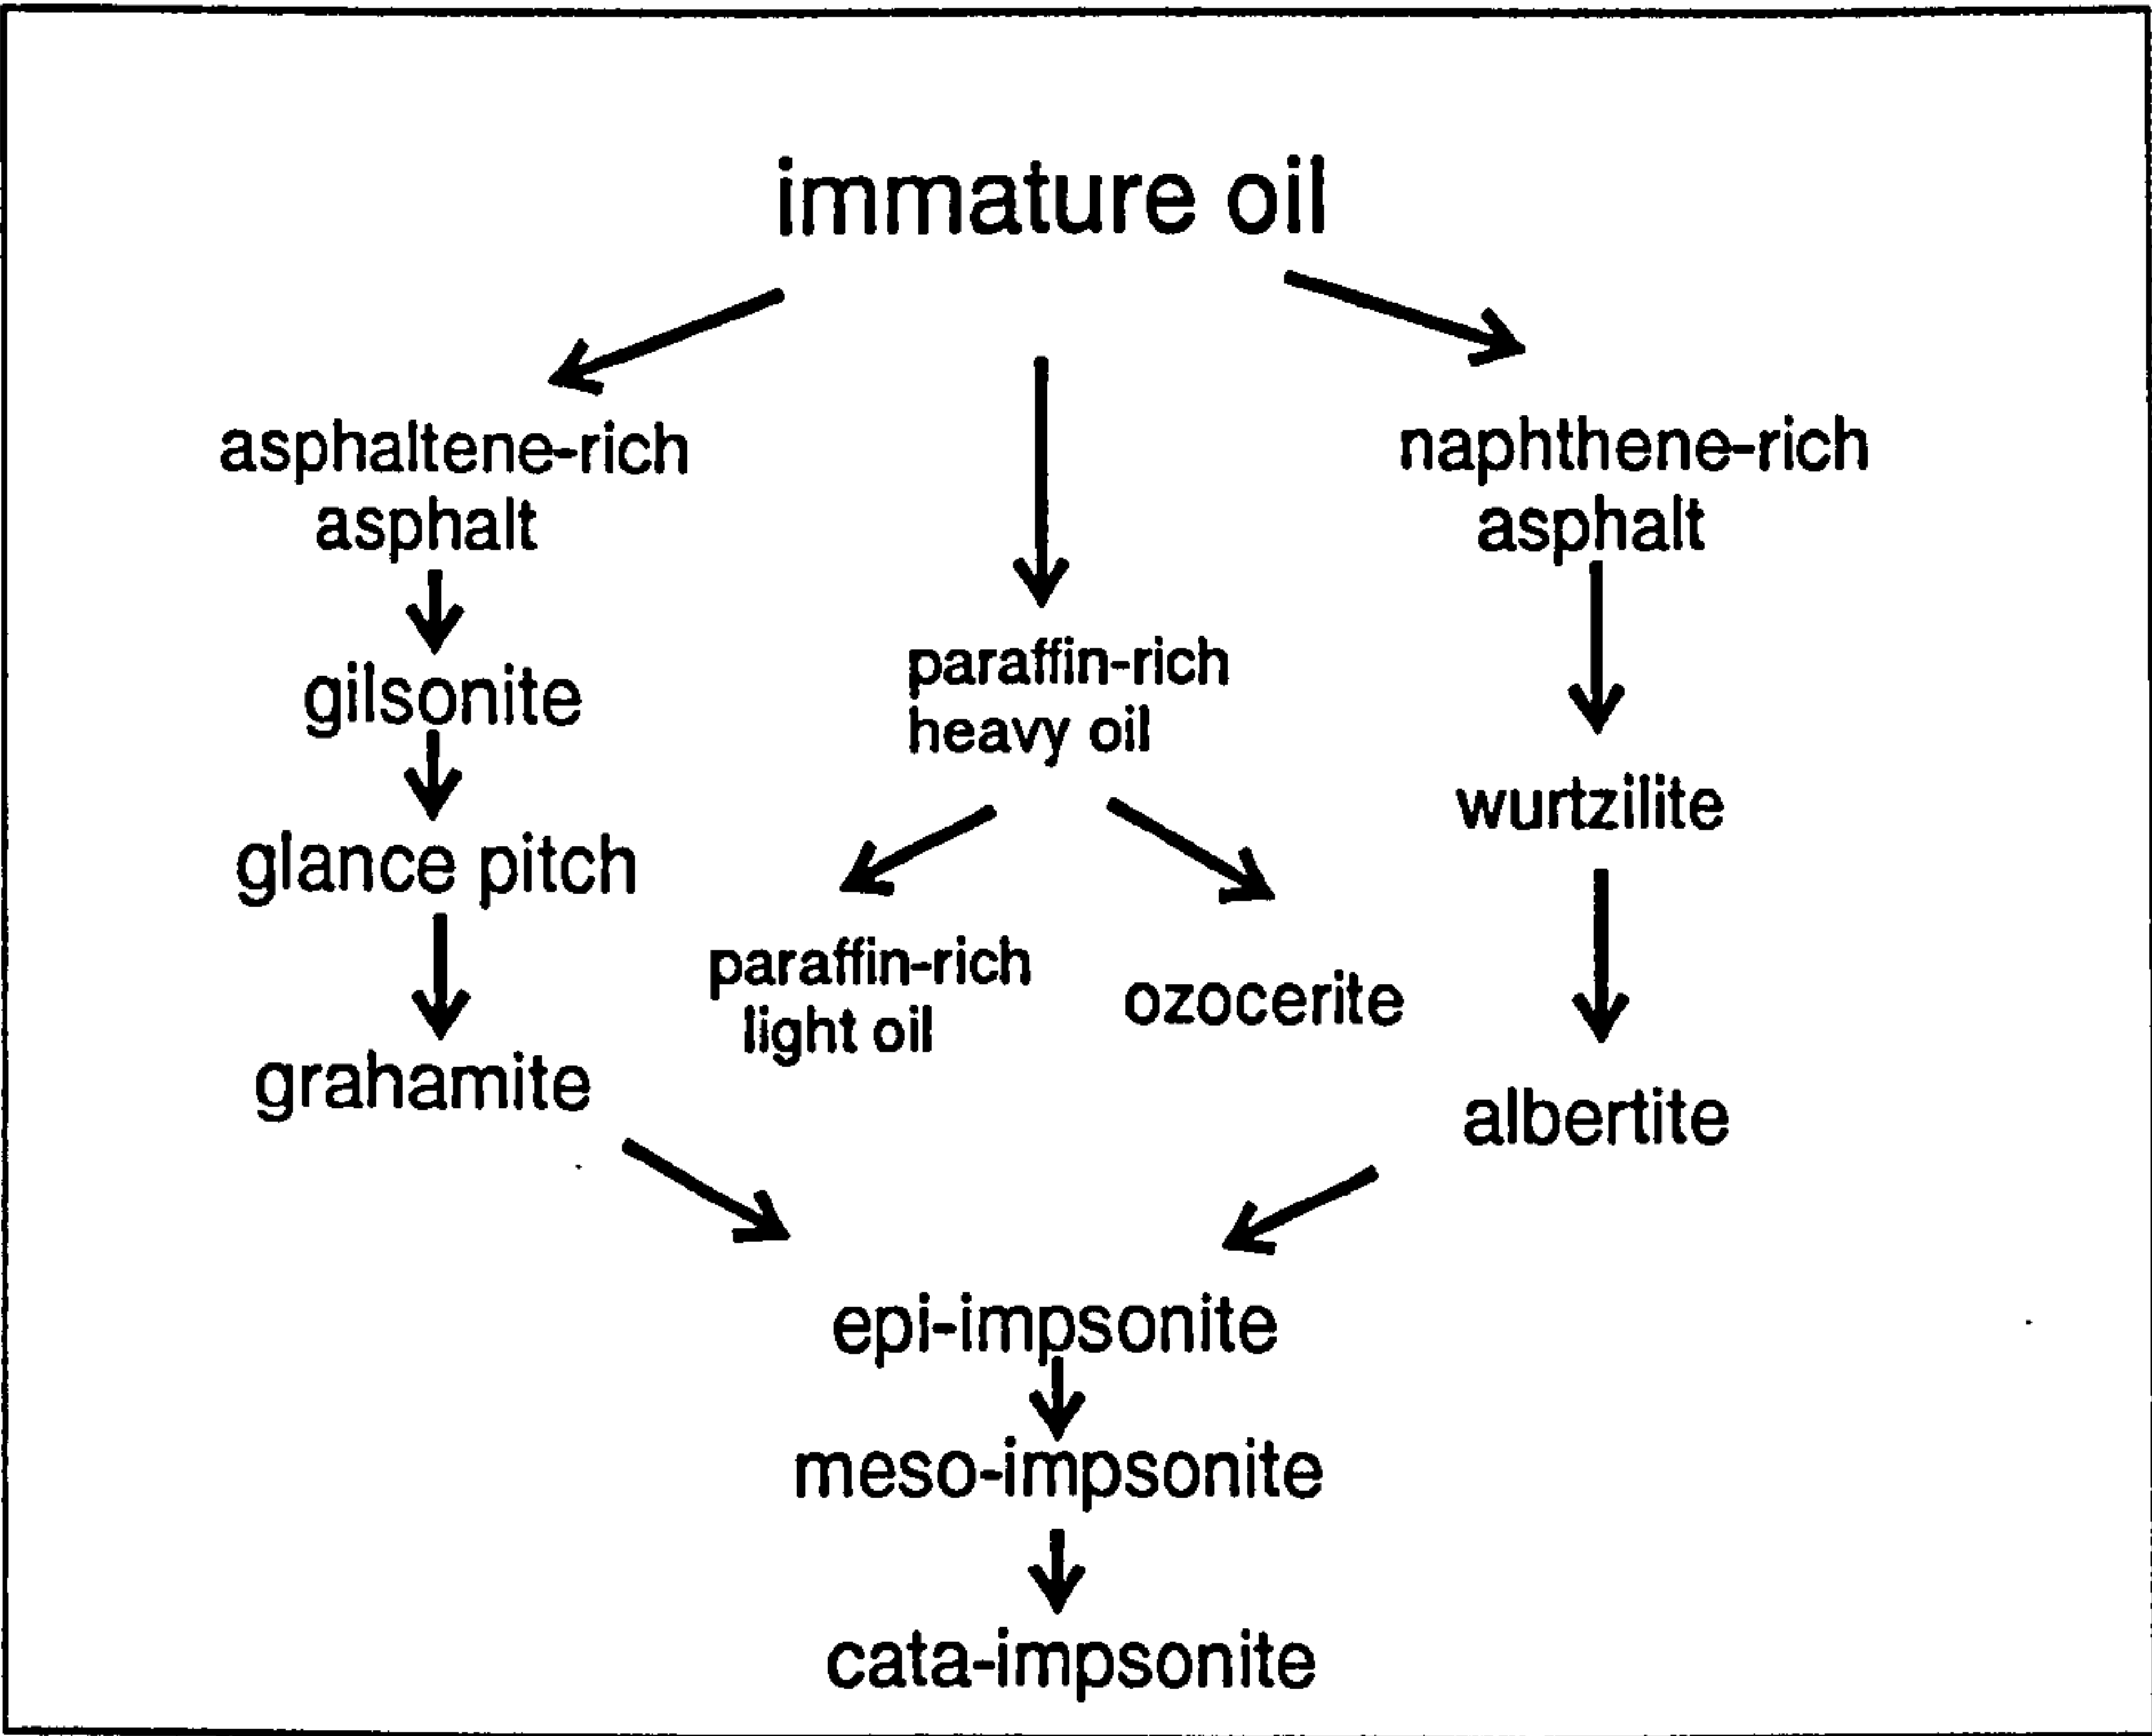 immature oil
asphaltene-rich
asphalt
naphthene-rich
asphalt
gilsonite
paraffin-rich
heavy oil
wurtzilite
glance pitch
paraffin-rich
light oil
ozocerite
grahamite
albertite
epi-impsonite
meso-impsonite
cata-impsonite